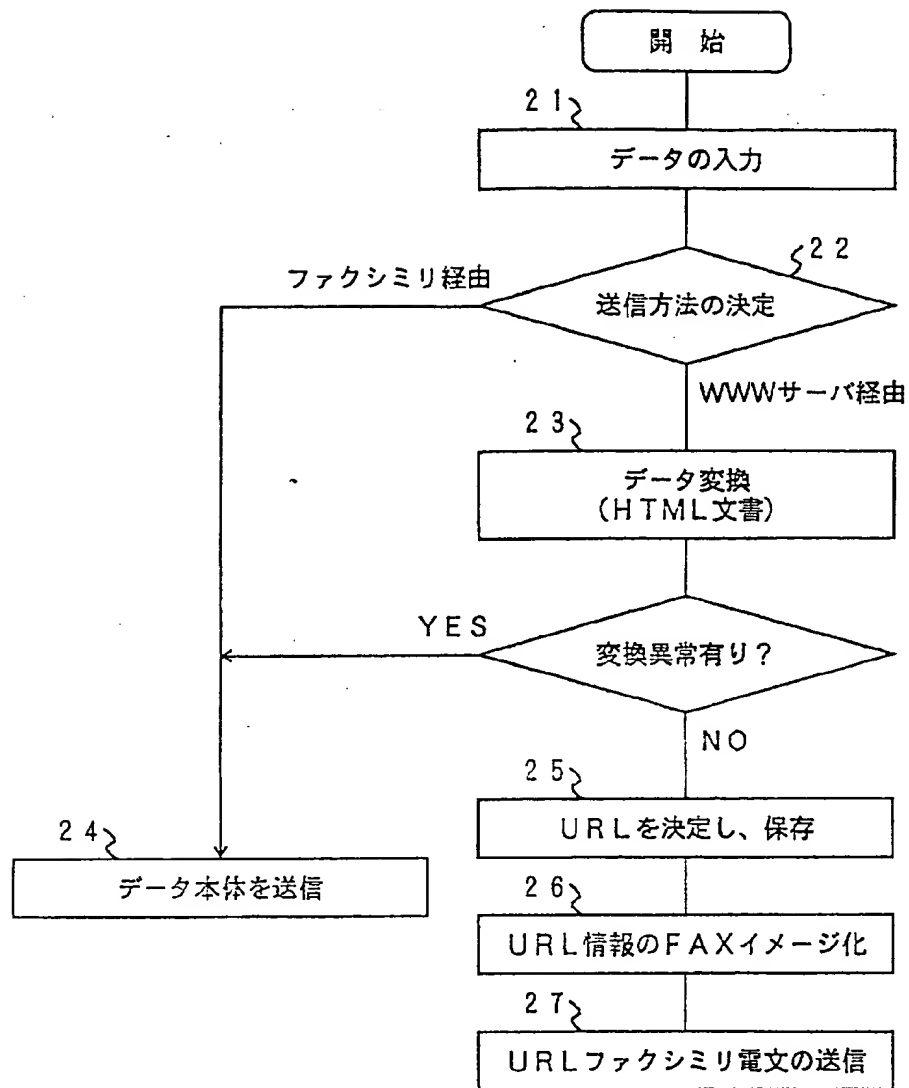 開 始
21
データの入力
22
ファクシミリ経由
送信方法の決定
WWWサーバ経由
23
データ変換
(HTML文書)
YES
変換異常有り?
NO
25
URLを決定し、保存
24
データ本体を送信
26
URL情報のFAXイメージ化
27
URLファクシミリ電文の送信